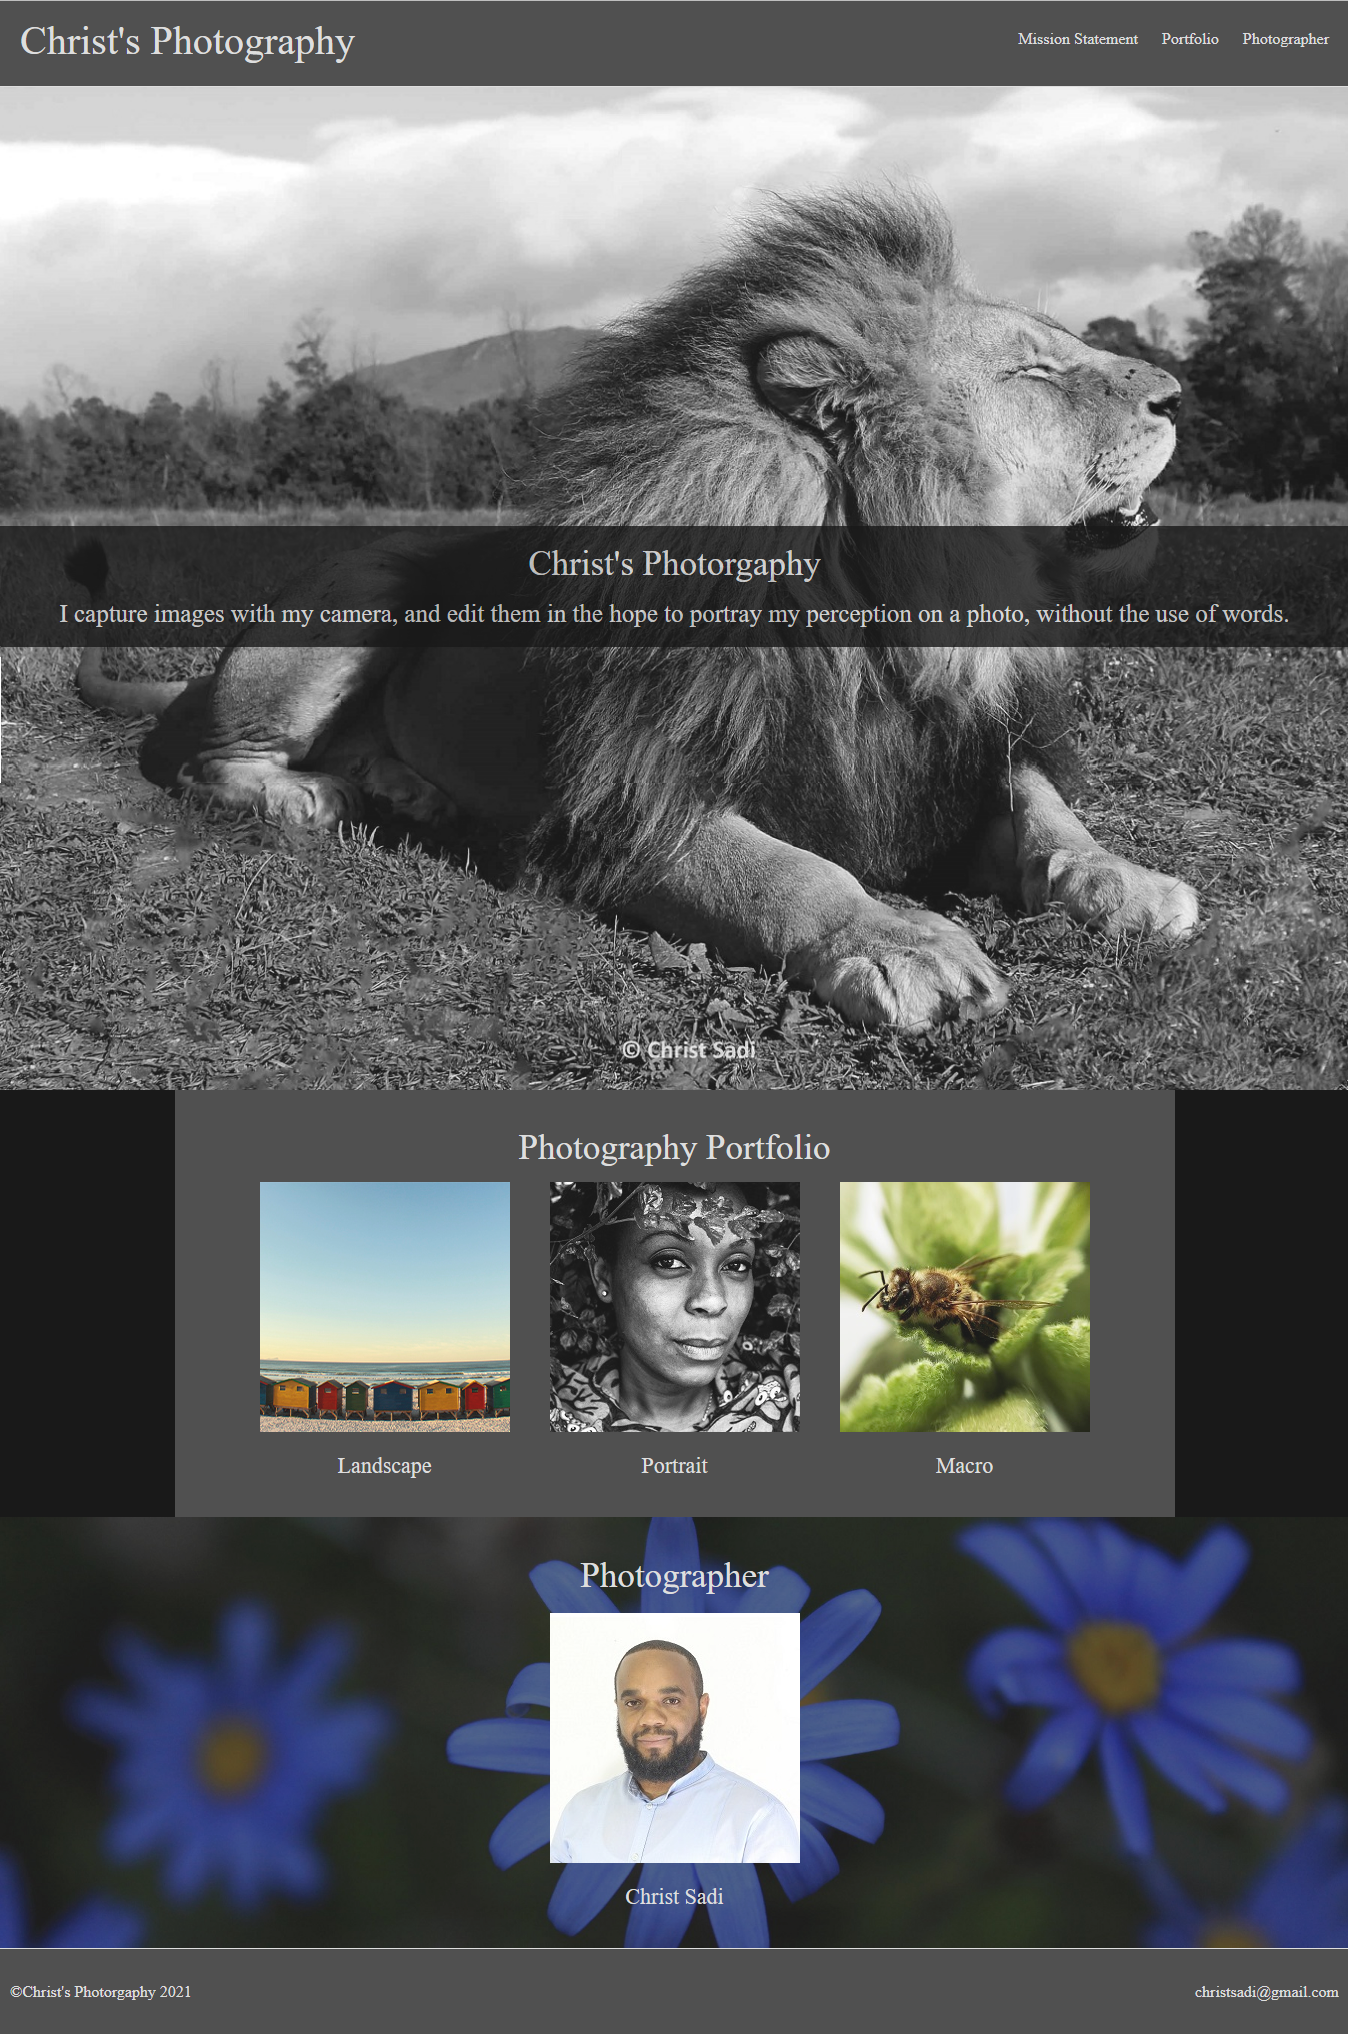 Christ's Photography
Mission Statement Portfolio Photographer
Christ's Photorgaphy
I capture images with my camera, and edit them in the hope to portray my perception on a photo, without the use of words.
© Christ Sadi
Photography Portfolio
Landscape Portrait Macro
Photographer
Christ Sadi
©Christ's Photorgaphy 2021
christsadi@gmail.com